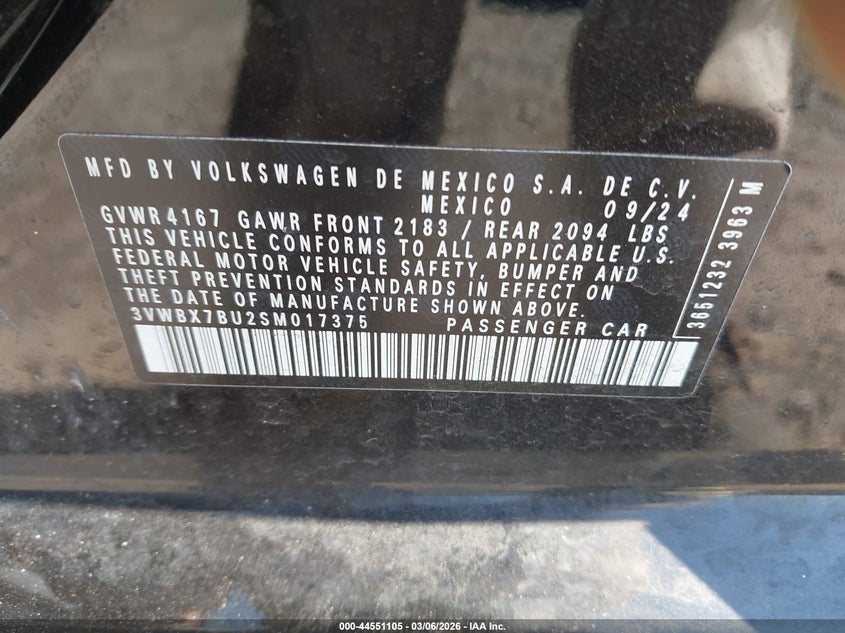 MFD BY VOLKSWAGEN DE MEXICO S.A. DE C.V.
MEXICO 09/24
GVWR 4167 GAWR FRONT 2183 / REAR 2094 LBS
THIS VEHICLE CONFORMS TO ALL APPLICABLE U.S.
FEDERAL MOTOR VEHICLE SAFETY, BUMPER AND
THEFT PREVENTION STANDARDS IN EFFECT ON
THE DATE OF MANUFACTURE SHOWN ABOVE.
3VWBX7BU2SM017375 PASSENGER CAR
3651232 3963 M
000-44551105 - 03/06/2026 - IAA Inc.